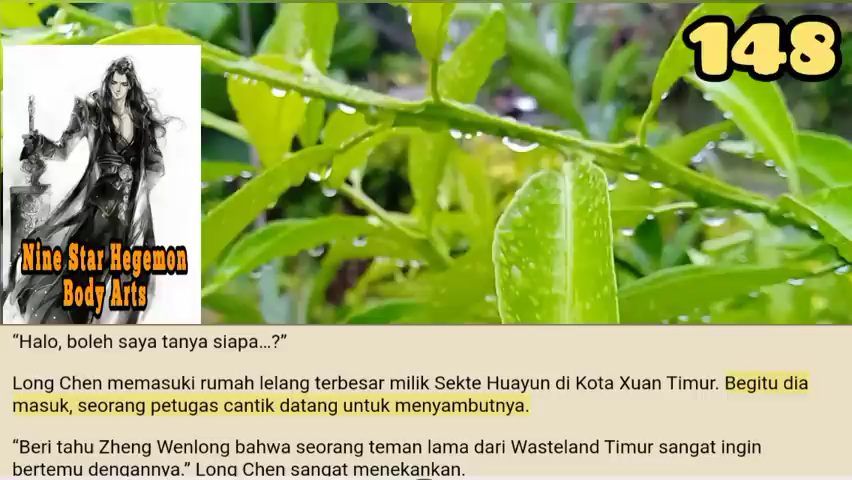 148
Nine Star Hegemon
Body Arts
“Halo, boleh saya tanya siapa...?”
Long Chen memasuki rumah lelang terbesar milik Sekte Huayun di Kota Xuan Timur. Begitu dia
masuk, seorang petugas cantik datang untuk menyambutnya.
“Beri tahu Zheng Wenlong bahwa seorang teman lama dari Wasteland Timur sangat ingin
bertemu dengannya.” Long Chen sangat menekankan.